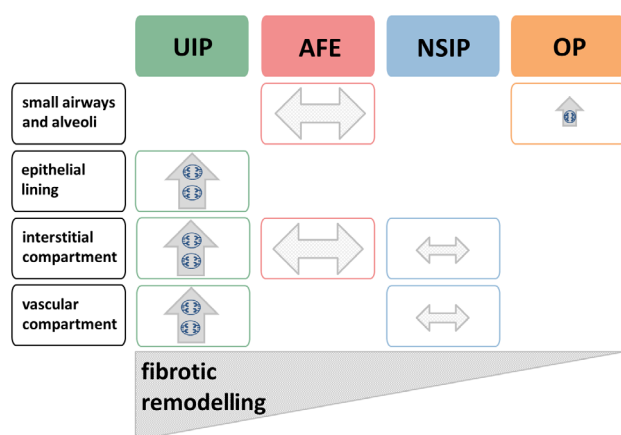 UIP AFE NSIP OP
small airways
and alveoli
epithelial
lining
interstitial
compartment
vascular
compartment
fibrotic
remodelling